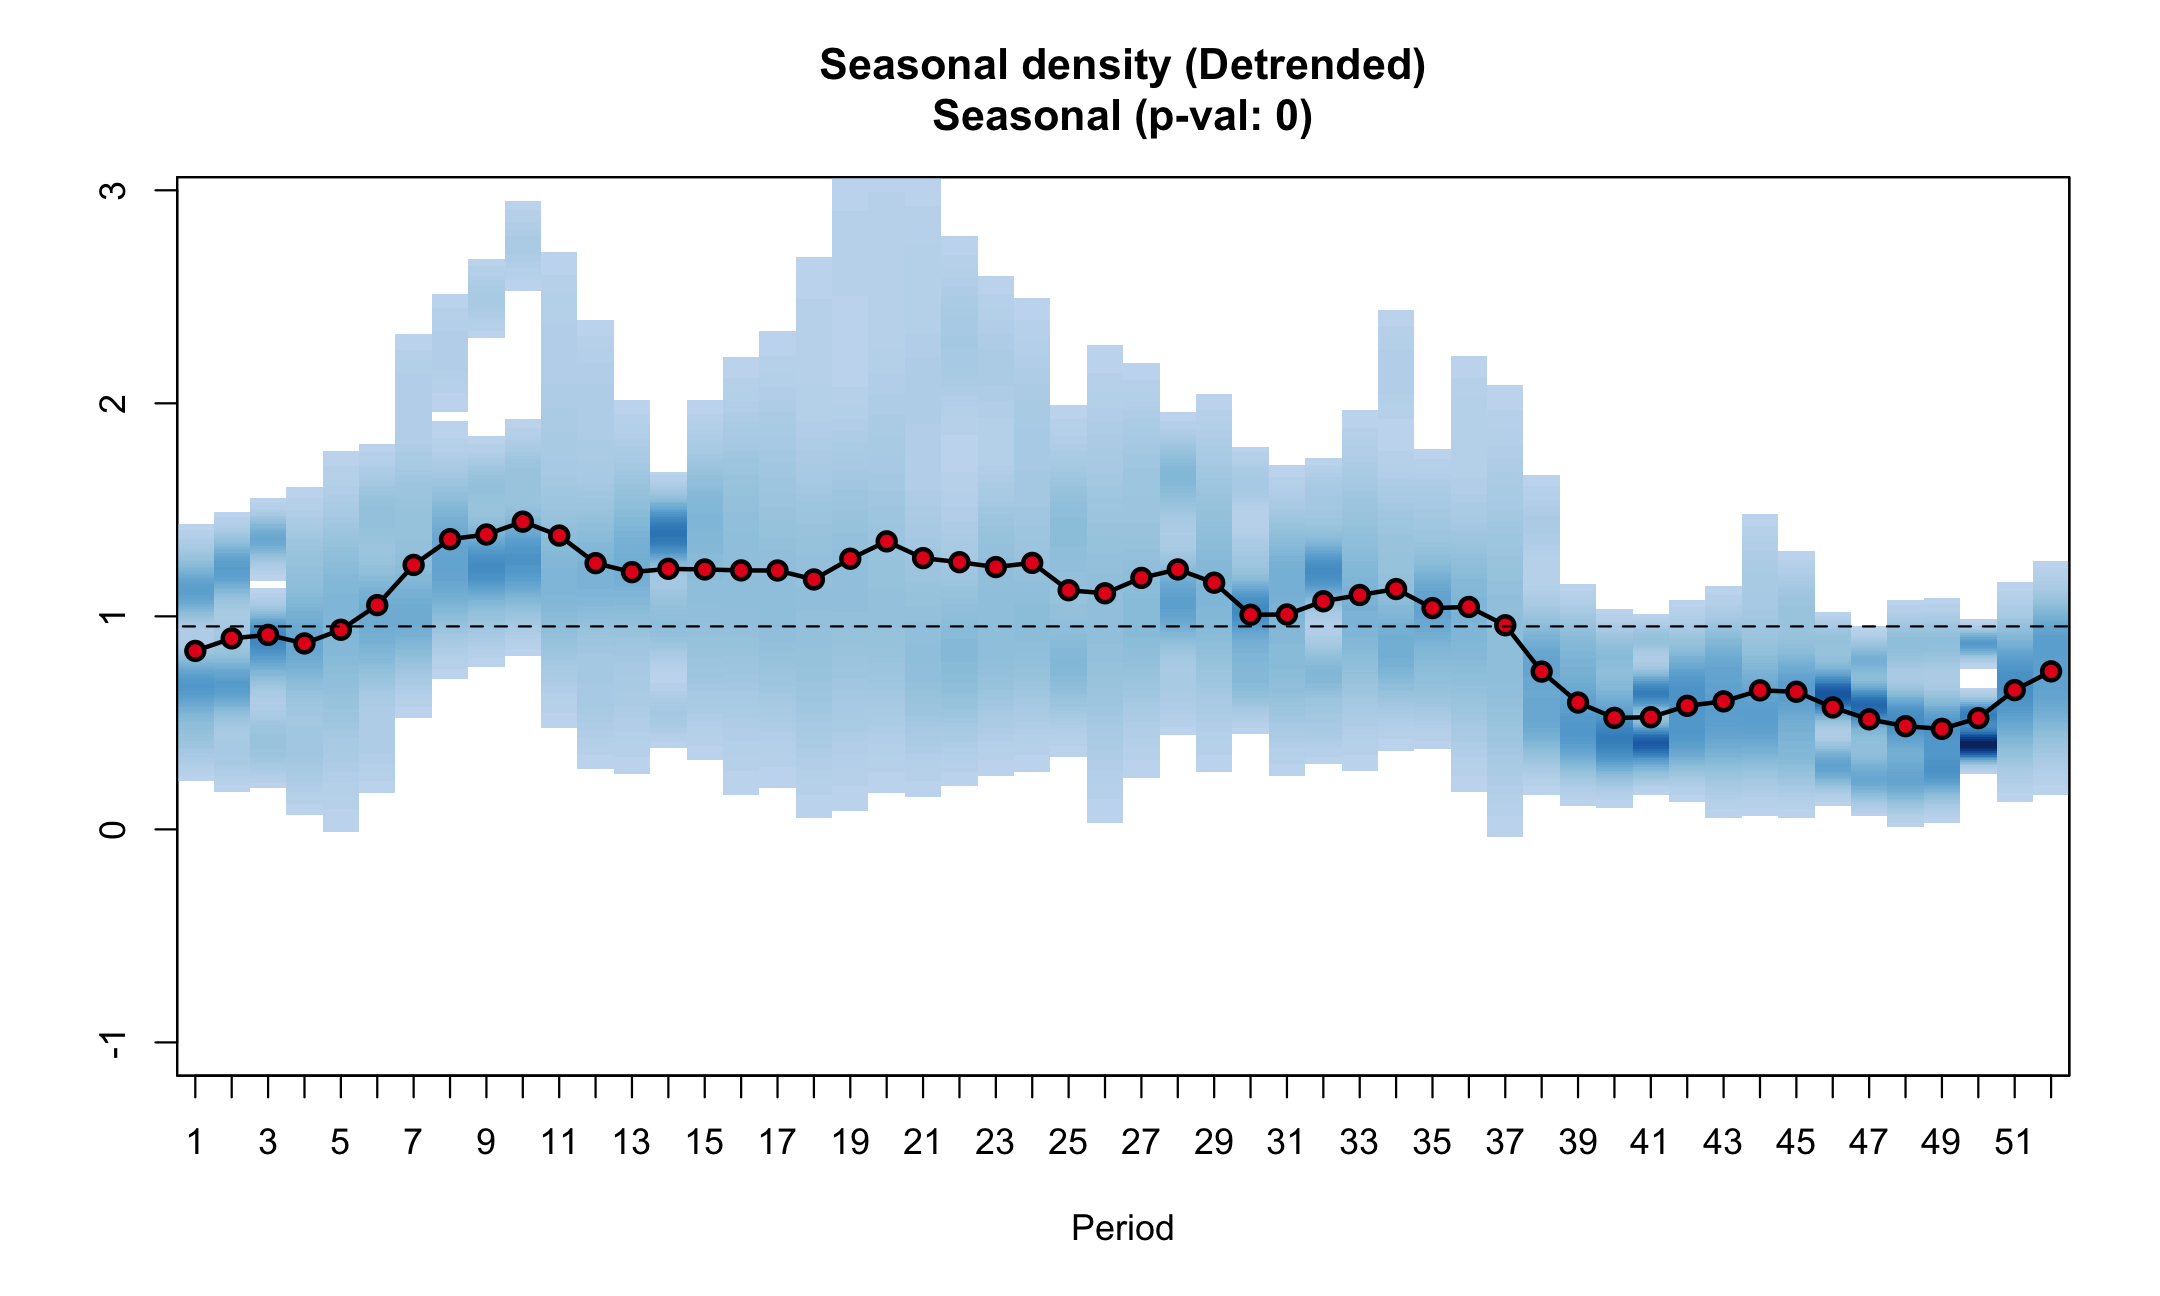 Seasonal density (Detrended)
Seasonal (p-val: 0)
3
2
1
0
-1
1 3 5 7 9 11 13 15 17 19 21 23 25 27 29 31 33 35 37 39 41 43 45 47 49 51
Period